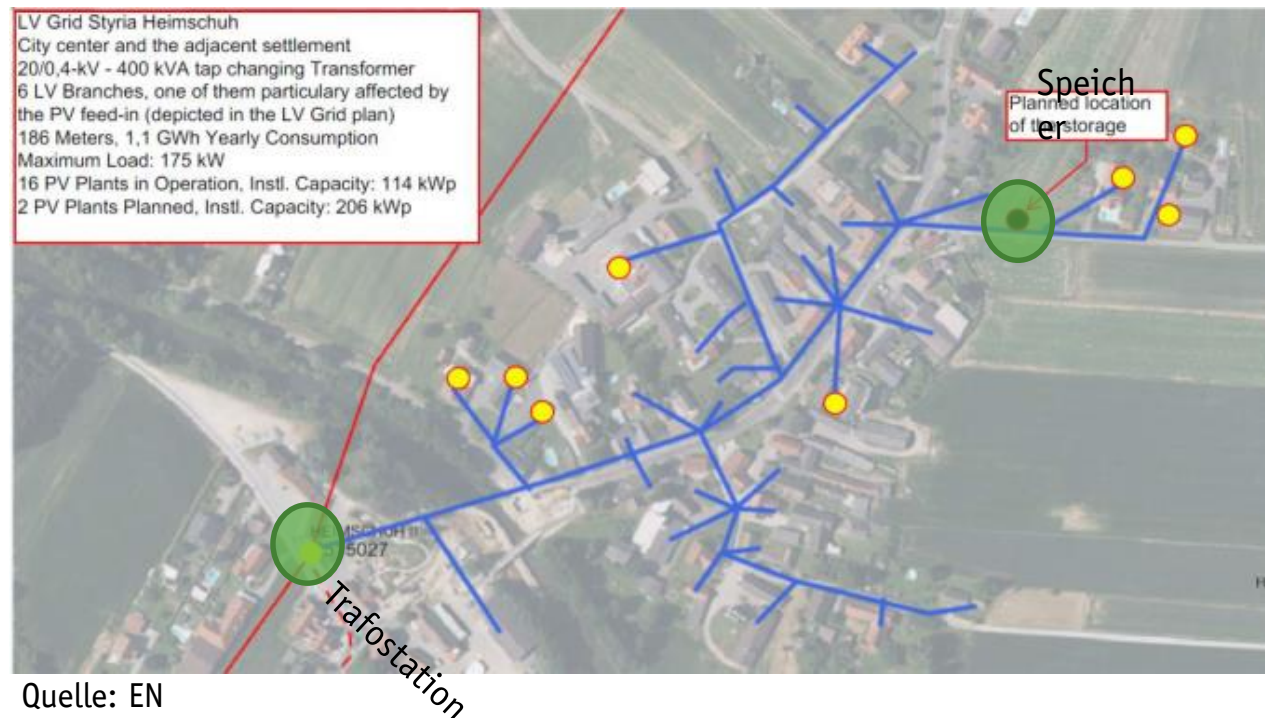 LV Grid Styria Heimschuh
City center and the adjacent settlement
20/0,4-kV - 400 kVA tap changing Transformer
6 LV Branches, one of them particulary affected by
the PV feed-in (depicted in the LV Grid plan)
186 Meters, 1,1 GWh Yearly Consumption
Maximum Load: 175 kW
16 PV Plants in Operation, Instl. Capacity: 114 kWp
2 PV Plants Planned, Instl. Capacity: 206 kWp
Speich
er
Planned location
of the storage
HEIMSCHUH II
5027
Trafostation
H
Quelle: EN